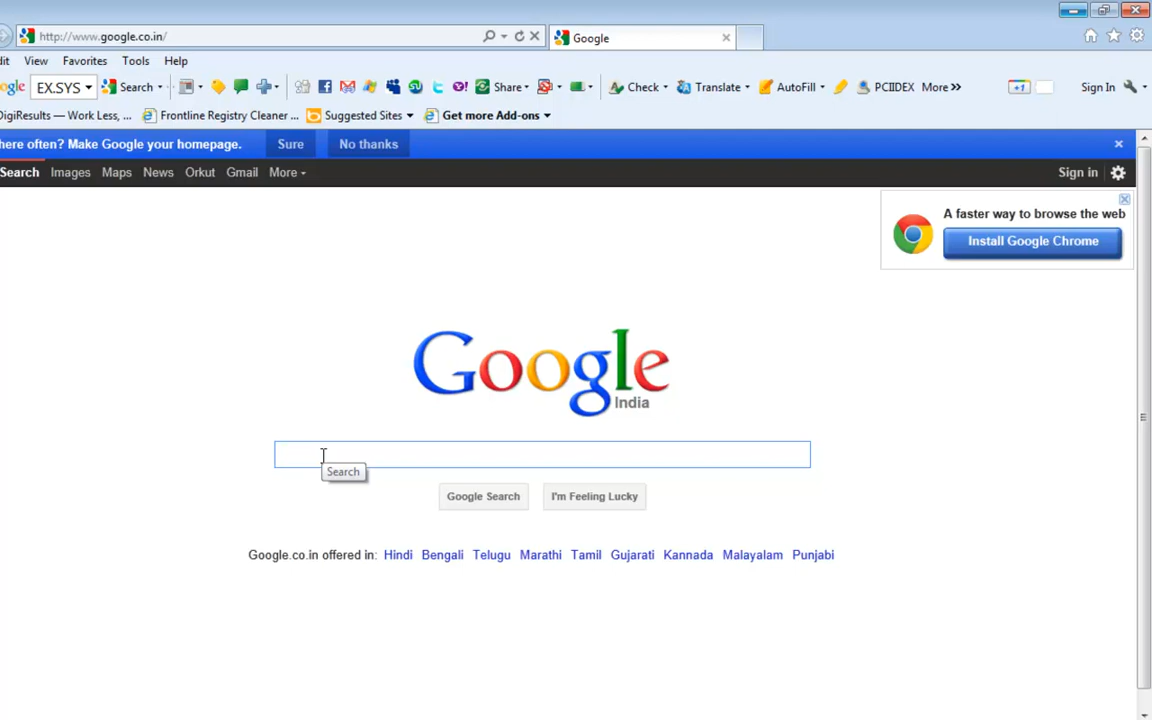 http://www.google.co.in/ Google
dit View Favorites Tools Help
ogle EX.SYS Search Share Check Translate AutoFill PCIIDEX More >> +1 Sign In
DigiResults — Work Less, ... Frontline Registry Cleaner ... Suggested Sites Get more Add-ons
here often? Make Google your homepage. Sure No thanks
Search Images Maps News Orkut Gmail More Sign in
A faster way to browse the web
Install Google Chrome
Google
India
Search
Google Search I'm Feeling Lucky
Google.co.in offered in: Hindi Bengali Telugu Marathi Tamil Gujarati Kannada Malayalam Punjabi